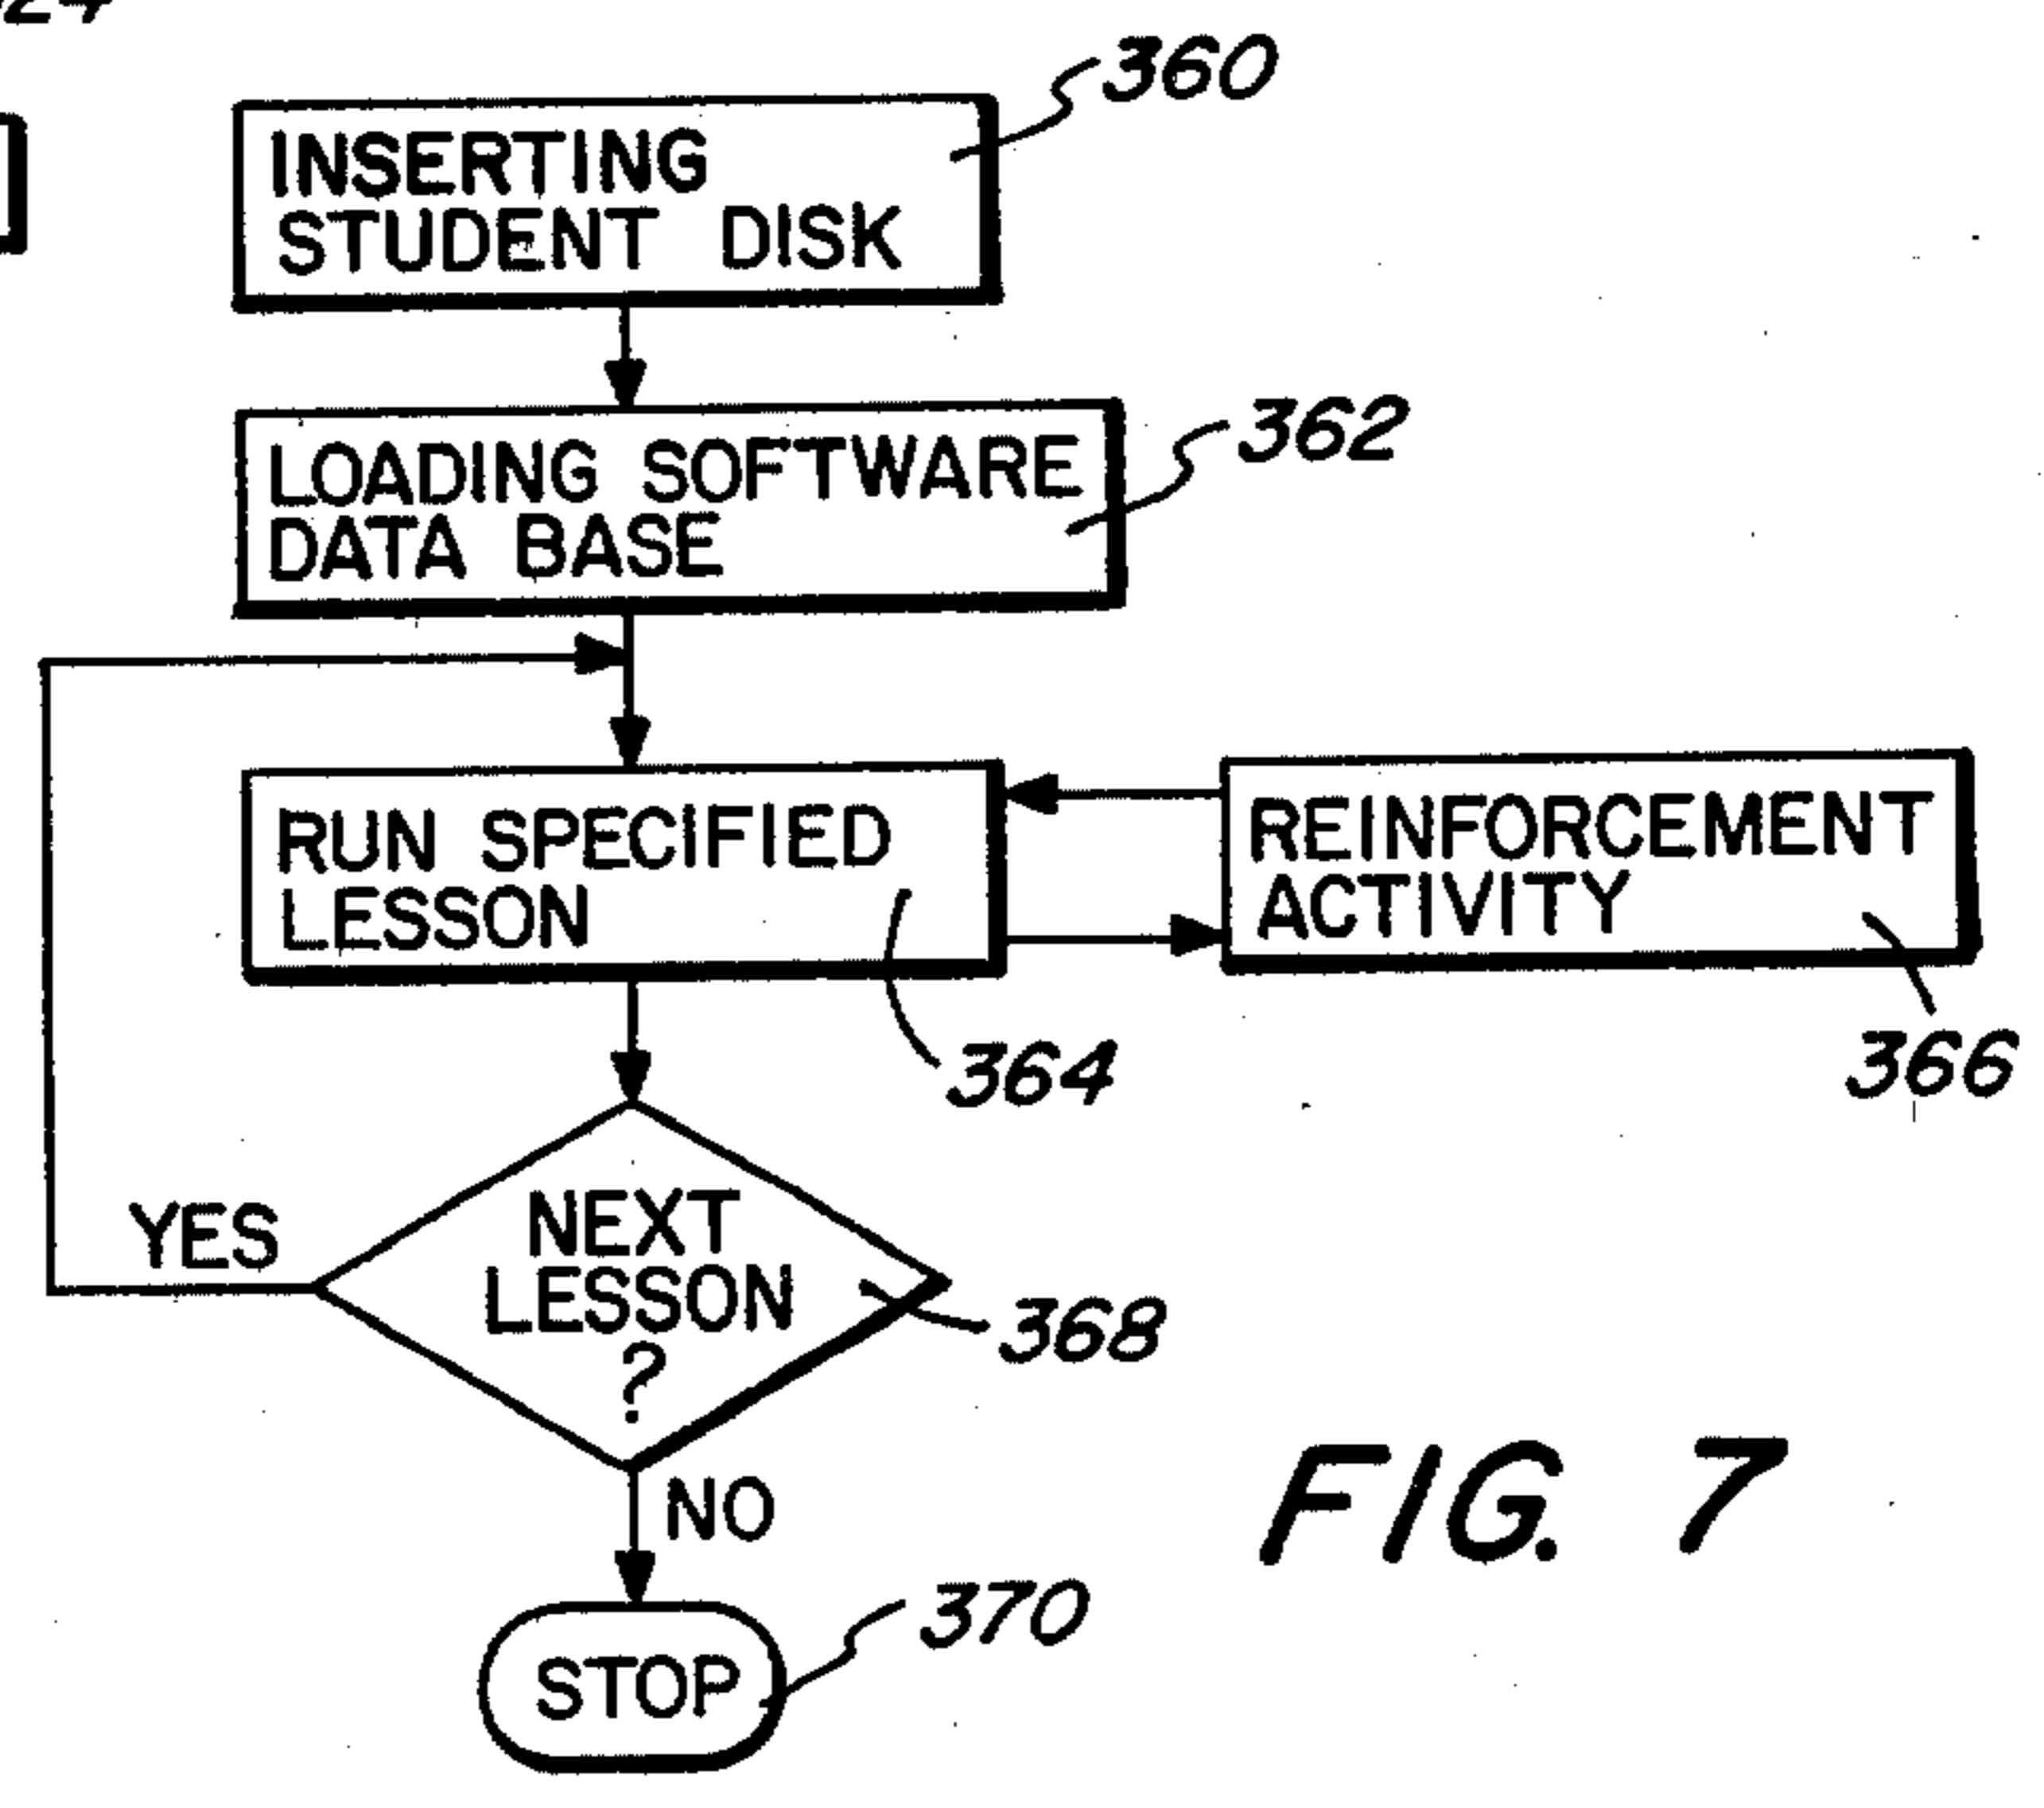 360
INSERTING
STUDENT DISK
362
LOADING SOFTWARE
DATA BASE
RUN SPECIFIED
LESSON
REINFORCEMENT
ACTIVITY
364
366
YES
NEXT
LESSON
?
368
NO
FIG. 7
370
STOP